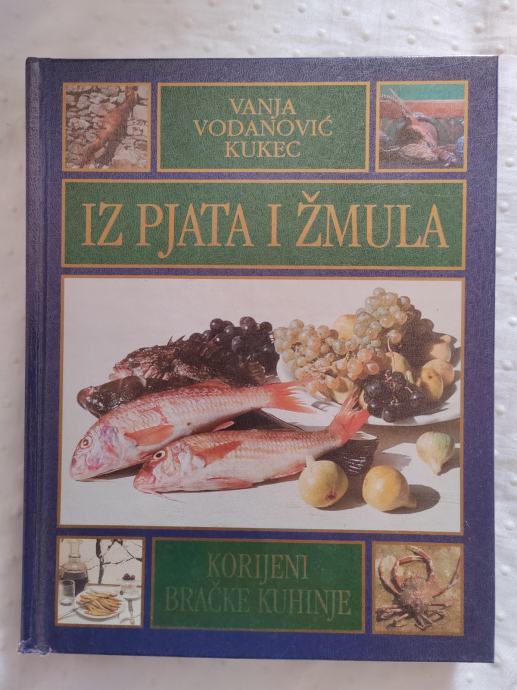 VANJA
VODANOVIĆ
KUKEC
IZ PJATA I ŽMULA
KORIJENI
BRAČKE KUHINJE